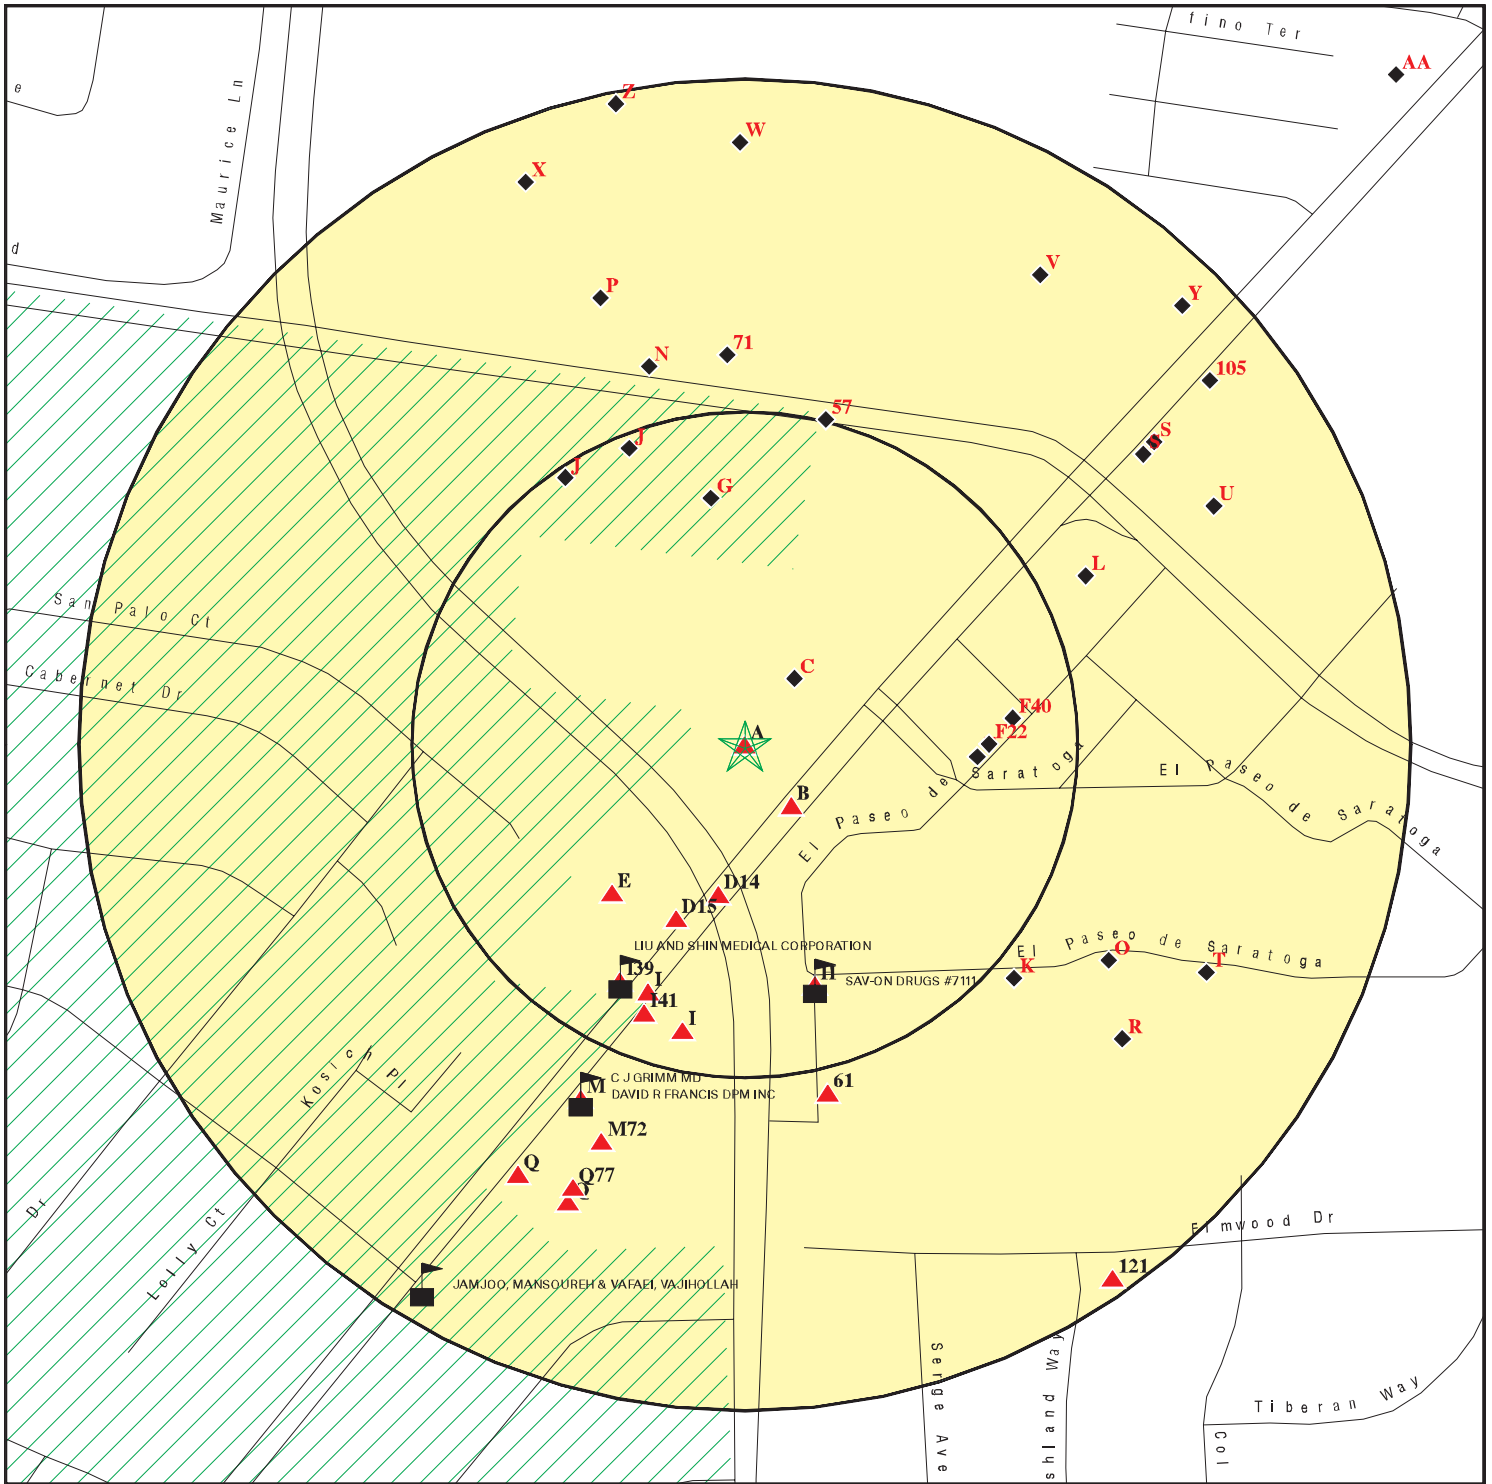 fino Ter
AA
e
Maurice Ln
Z
W
X
d
V
P
Y
71
N
105
57
J
S
J
G
U
L
San Palo Ct
C
Cabernet Dr
F40
A
F22
El Paseo de Saratoga
El Paseo de Saratoga
B
E
D14
D15
LIU AND SHIN MEDICAL CORPORATION
El Paseo de Saratoga
O
I39
I
H
SAV-ON DRUGS #7111
K
T
I41
I
R
Kosich Pl
C J GRIMM MD
M
DAVID R FRANCIS DPM INC
61
M72
Q
Q77
Q
Dr
Lolly Ct
Elmwood Dr
121
JAMJOO, MANSOUREH & VAFAEI, VAJIHOLLAH
Serge Ave
shland Way
Tiberan Way
Col